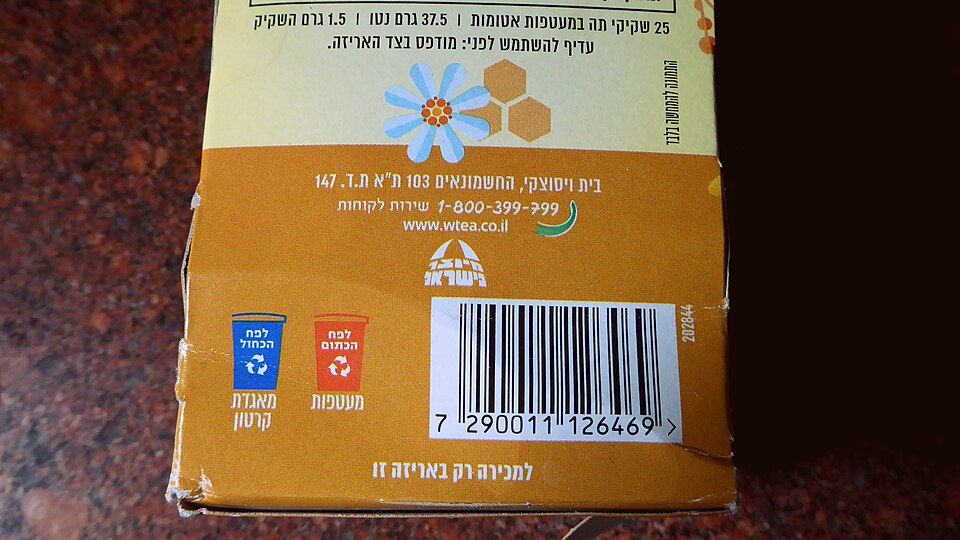 25 שקיקי תה במעטפות אטומות | 37.5 גרם נטו | 1.5 גרם השקיק
עדיף להשתמש לפני: מודפס בצד האריזה.
התמונה להמחשה בלבד
בית ויסוצקי, החשמונאים 103 ת"א ת.ד. 147
1-800-399-799 שירות לקוחות
www.wtea.co.il
תיוצר
בישראל
לפח
הכתום
מעטפות
לפח
הכחול
מאגדת
קרטון
202844
7 290011 126469 >
למכירה רק באריזה זו